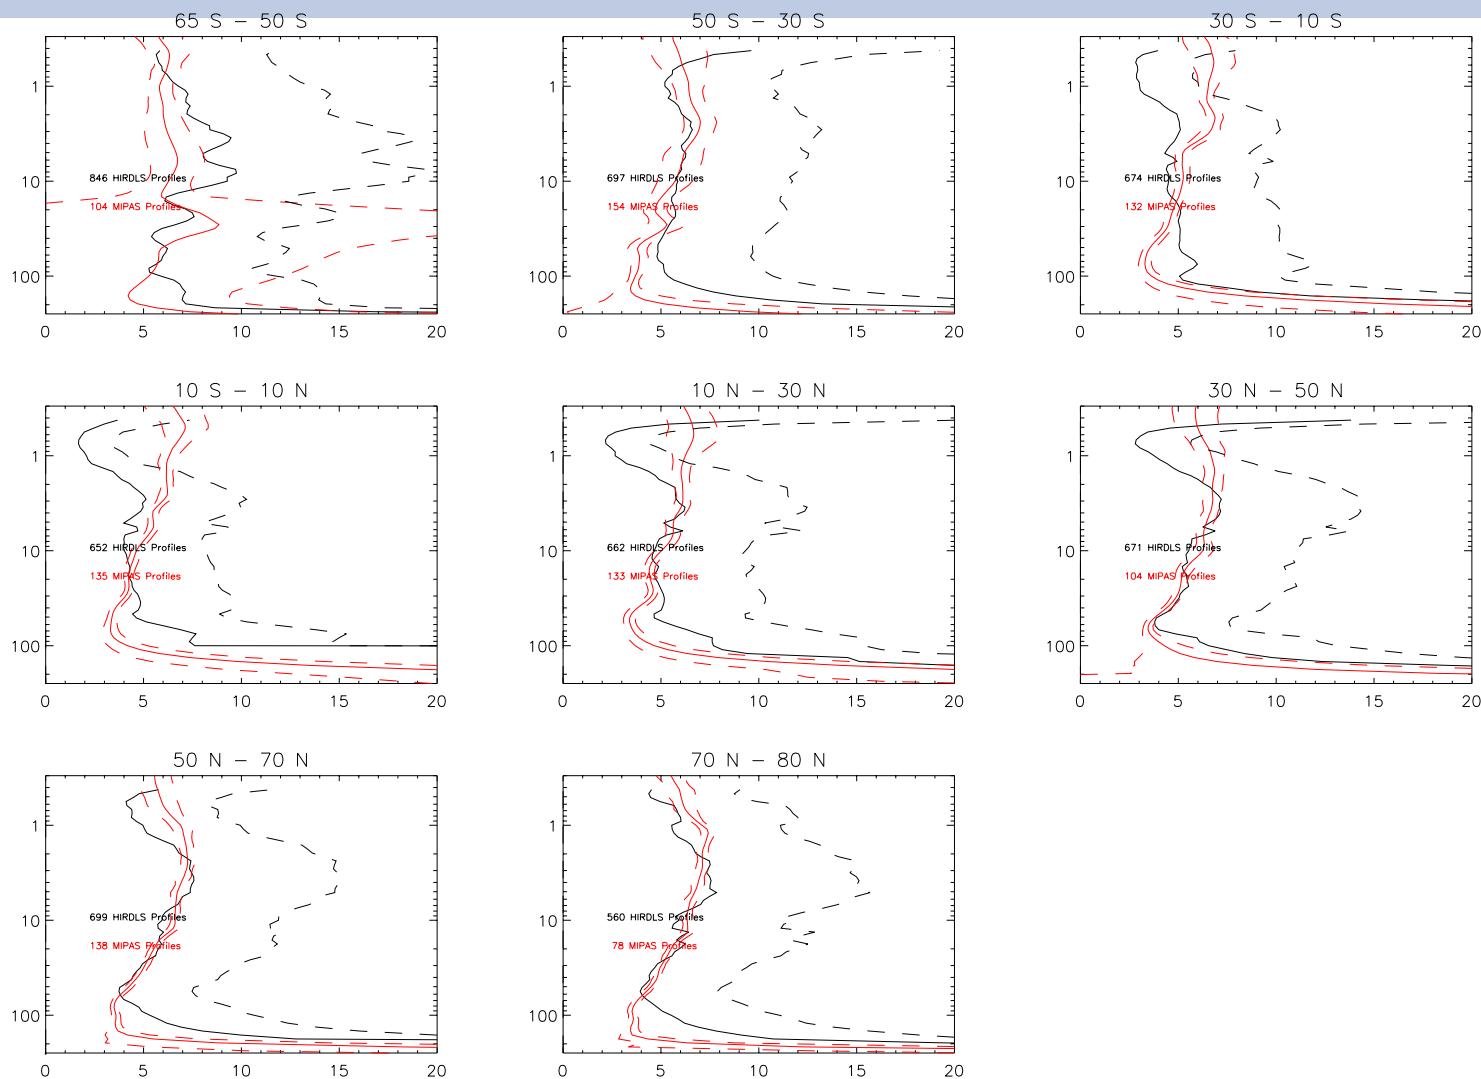 65 S – 50 S
50 S – 30 S
30 S – 10 S
1
10
100
846 HIRDLS Profiles
104 MIPAS Profiles
0 5 10 15 20
1
10
100
697 HIRDLS Profiles
154 MIPAS Profiles
0 5 10 15 20
1
10
100
674 HIRDLS Profiles
132 MIPAS Profiles
0 5 10 15 20
10 S – 10 N
10 N – 30 N
30 N – 50 N
1
10
100
652 HIRDLS Profiles
135 MIPAS Profiles
0 5 10 15 20
1
10
100
662 HIRDLS Profiles
133 MIPAS Profiles
0 5 10 15 20
1
10
100
671 HIRDLS Profiles
104 MIPAS Profiles
0 5 10 15 20
50 N – 70 N
70 N – 80 N
1
10
100
699 HIRDLS Profiles
138 MIPAS Profiles
0 5 10 15 20
1
10
100
560 HIRDLS Profiles
78 MIPAS Profiles
0 5 10 15 20